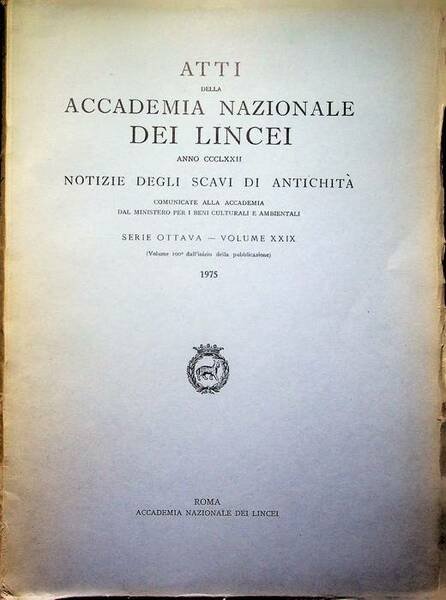 ATTI
DELLA
ACCADEMIA NAZIONALE
DEI LINCEI
ANNO CCCLXXII
NOTIZIE DEGLI SCAVI DI ANTICHITÀ
COMUNICATE ALLA ACCADEMIA
DAL MINISTERO PER I BENI CULTURALI E AMBIENTALI
SERIE OTTAVA — VOLUME XXIX
(Volume 100° dall'inizio della pubblicazione)
1975
ROMA
ACCADEMIA NAZIONALE DEI LINCEI